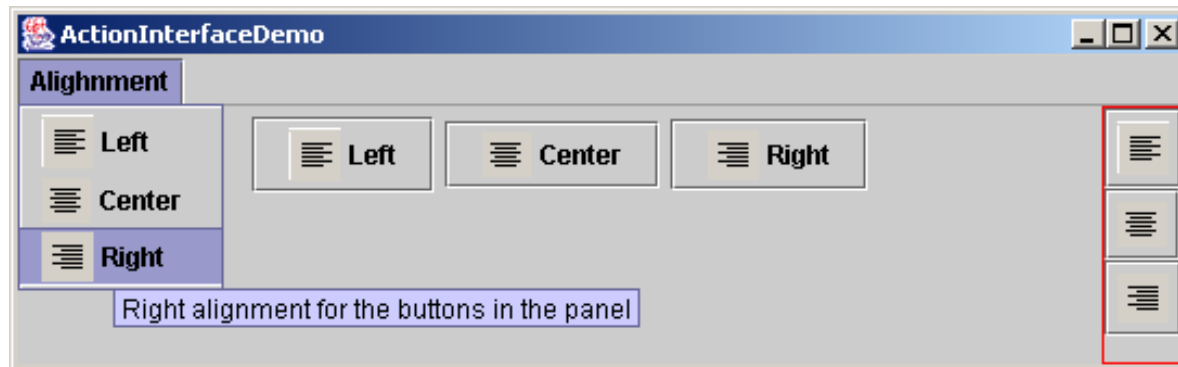 ActionInterfaceDemo
Alighnment
Left
Center
Right
Left Center Right
Right alignment for the buttons in the panel